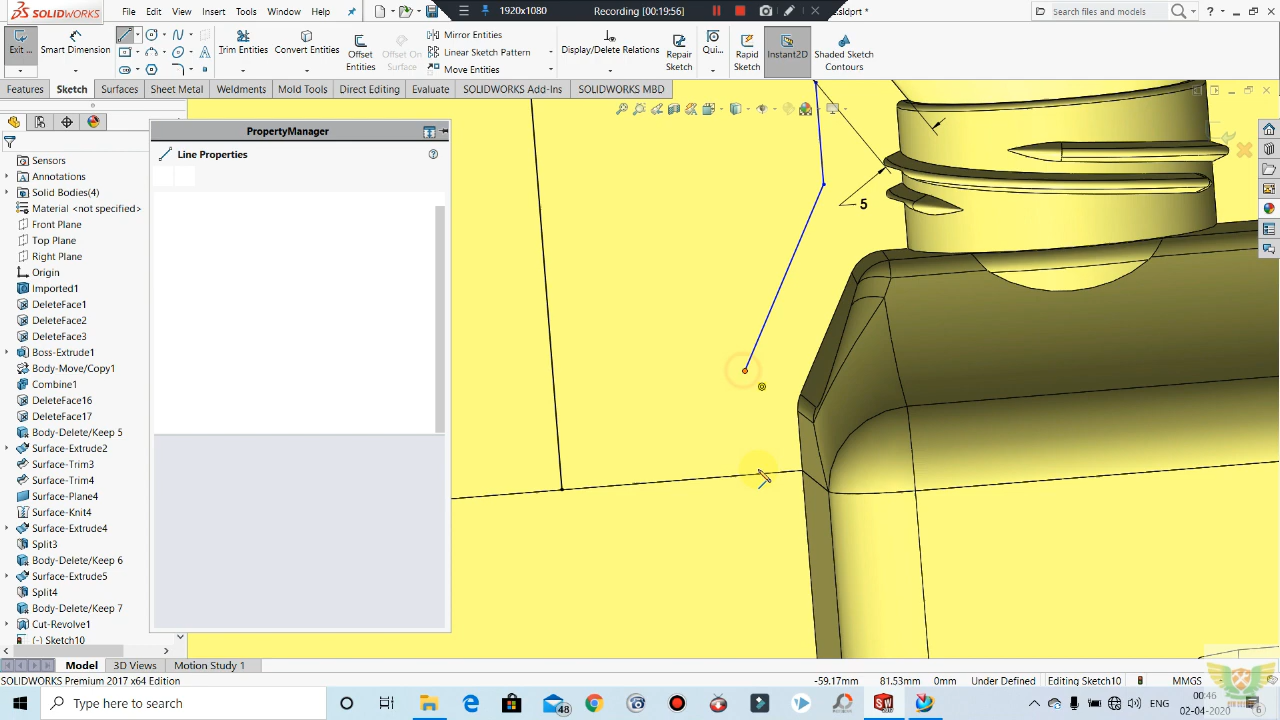 SOLIDWORKS
File
Edit
View
Insert
Tools
Window
Help
1920x1080
Recording [00:19:56]
sldprt *
Search files and models
Exit ...
Smart Dimension
Trim Entities
Convert Entities
Offset
Entities
Offset On
Surface
Mirror Entities
Linear Sketch Pattern
Move Entities
Display/Delete Relations
Repair
Sketch
Qui...
Rapid
Sketch
Instant2D
Shaded Sketch
Contours
Features
Sketch
Surfaces
Sheet Metal
Weldments
Mold Tools
Direct Editing
Evaluate
SOLIDWORKS Add-Ins
SOLIDWORKS MBD
PropertyManager
Line Properties
Sensors
Annotations
Solid Bodies(4)
Material <not specified>
Front Plane
Top Plane
Right Plane
Origin
Imported1
DeleteFace1
DeleteFace2
DeleteFace3
Boss-Extrude1
Body-Move/Copy1
Combine1
DeleteFace16
DeleteFace17
Body-Delete/Keep 5
Surface-Extrude2
Surface-Trim3
Surface-Trim4
Surface-Plane4
Surface-Knit4
Surface-Extrude4
Split3
Body-Delete/Keep 6
Surface-Extrude5
Split4
Body-Delete/Keep 7
Cut-Revolve1
(-) Sketch10
5
Model
3D Views
Motion Study 1
SOLIDWORKS Premium 2017 x64 Edition
-59.17mm
81.53mm
0mm
Under Defined
Editing Sketch10
MMGS
Type here to search
48
ENG
00:46
02-04-2020
6